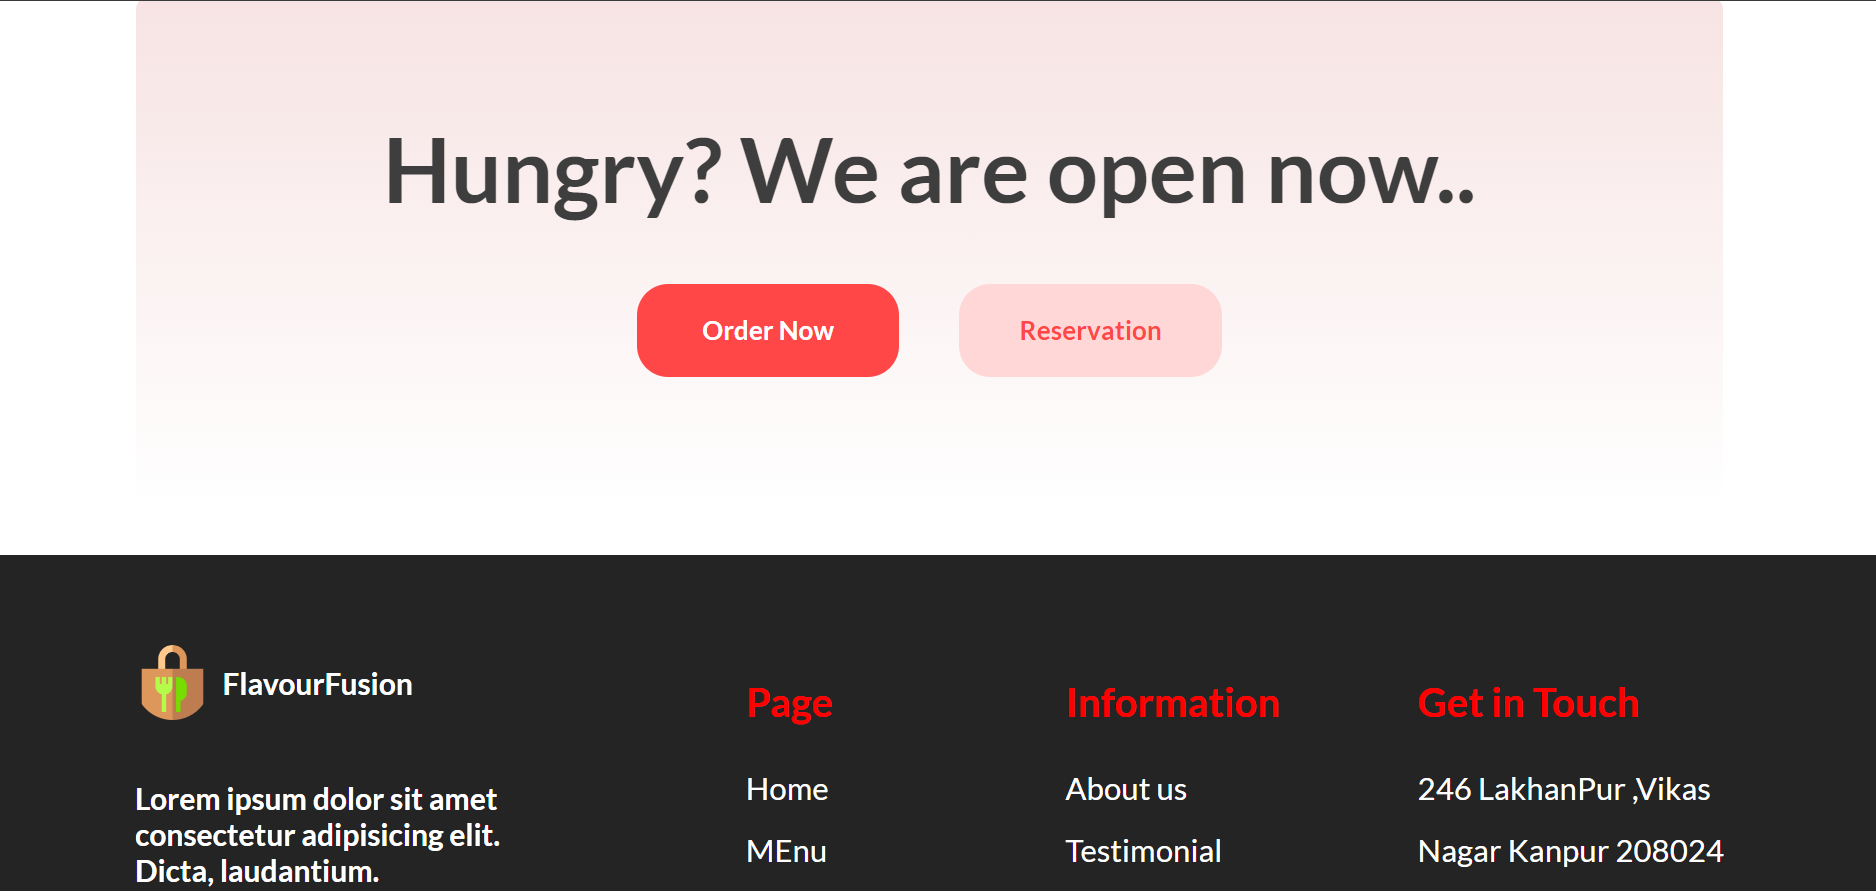 Hungry? We are open now..
Order Now
Reservation
FlavourFusion
Lorem ipsum dolor sit amet
consectetur adipisicing elit.
Dicta, laudantium.
Page
Home
MEnu
Information
About us
Testimonial
Get in Touch
246 LakhanPur ,Vikas
Nagar Kanpur 208024